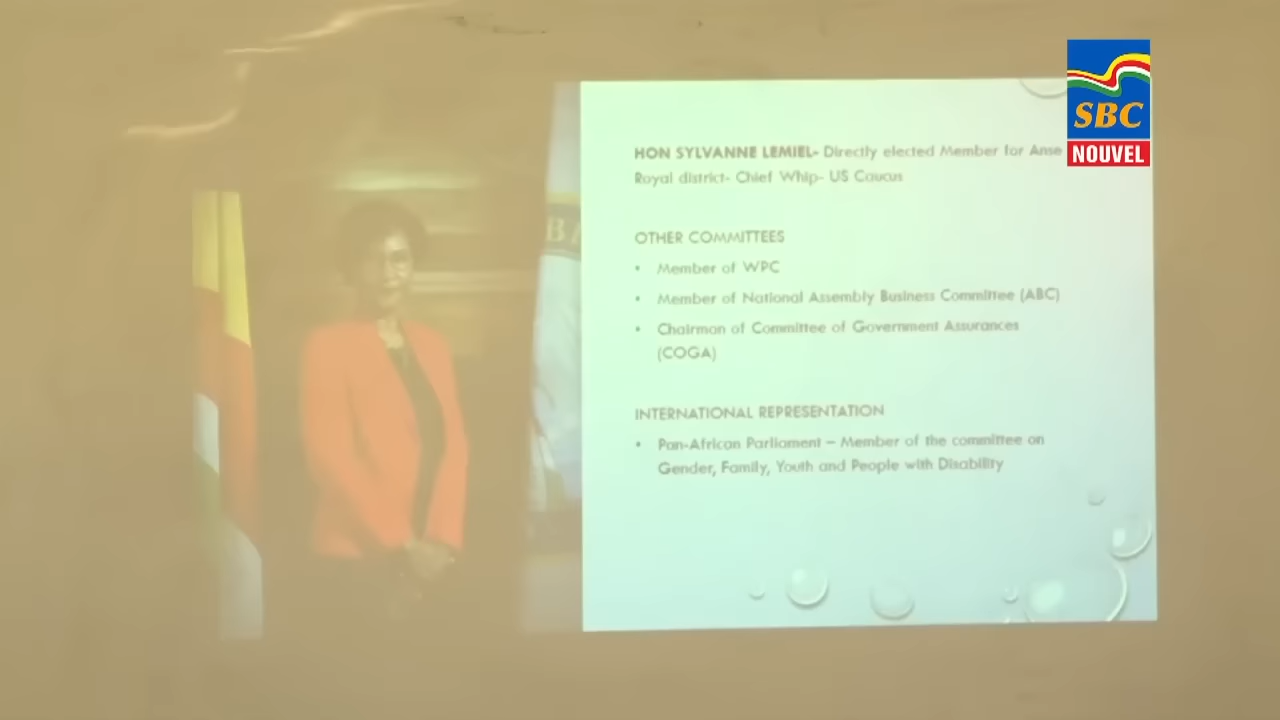 SBC
NOUVEL
HON SYLVANNE LEMIEL- Directly elected Member for Anse
Royal district- Chief Whip- US Caucus
OTHER COMMITTEES
• Member of WPC
• Member of National Assembly Business Committee (ABC)
• Chairman of Committee of Government Assurances
(COGA)
INTERNATIONAL REPRESENTATION
• Pan-African Parliament – Member of the committee on
Gender, Family, Youth and People with Disability